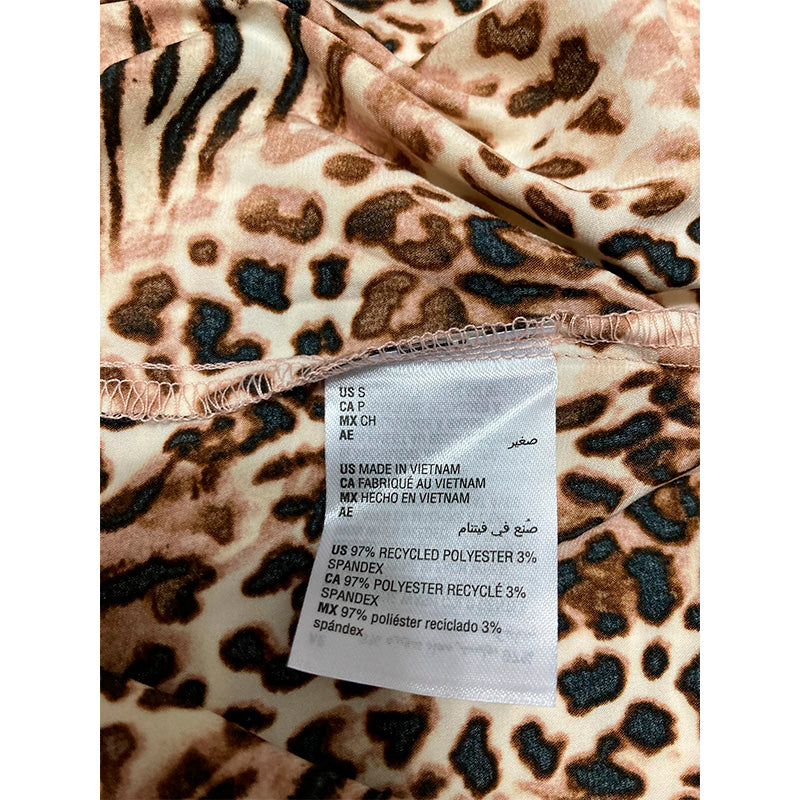 US S
CA P
MX CH
AE
صغير
US MADE IN VIETNAM
CA FABRIQUÉ AU VIETNAM
MX HECHO EN VIETNAM
AE
صُنع في فيتنام
US 97% RECYCLED POLYESTER 3%
SPANDEX
CA 97% POLYESTER RECYCLÉ 3%
SPANDEX
MX 97% poliéster reciclado 3%
spándex